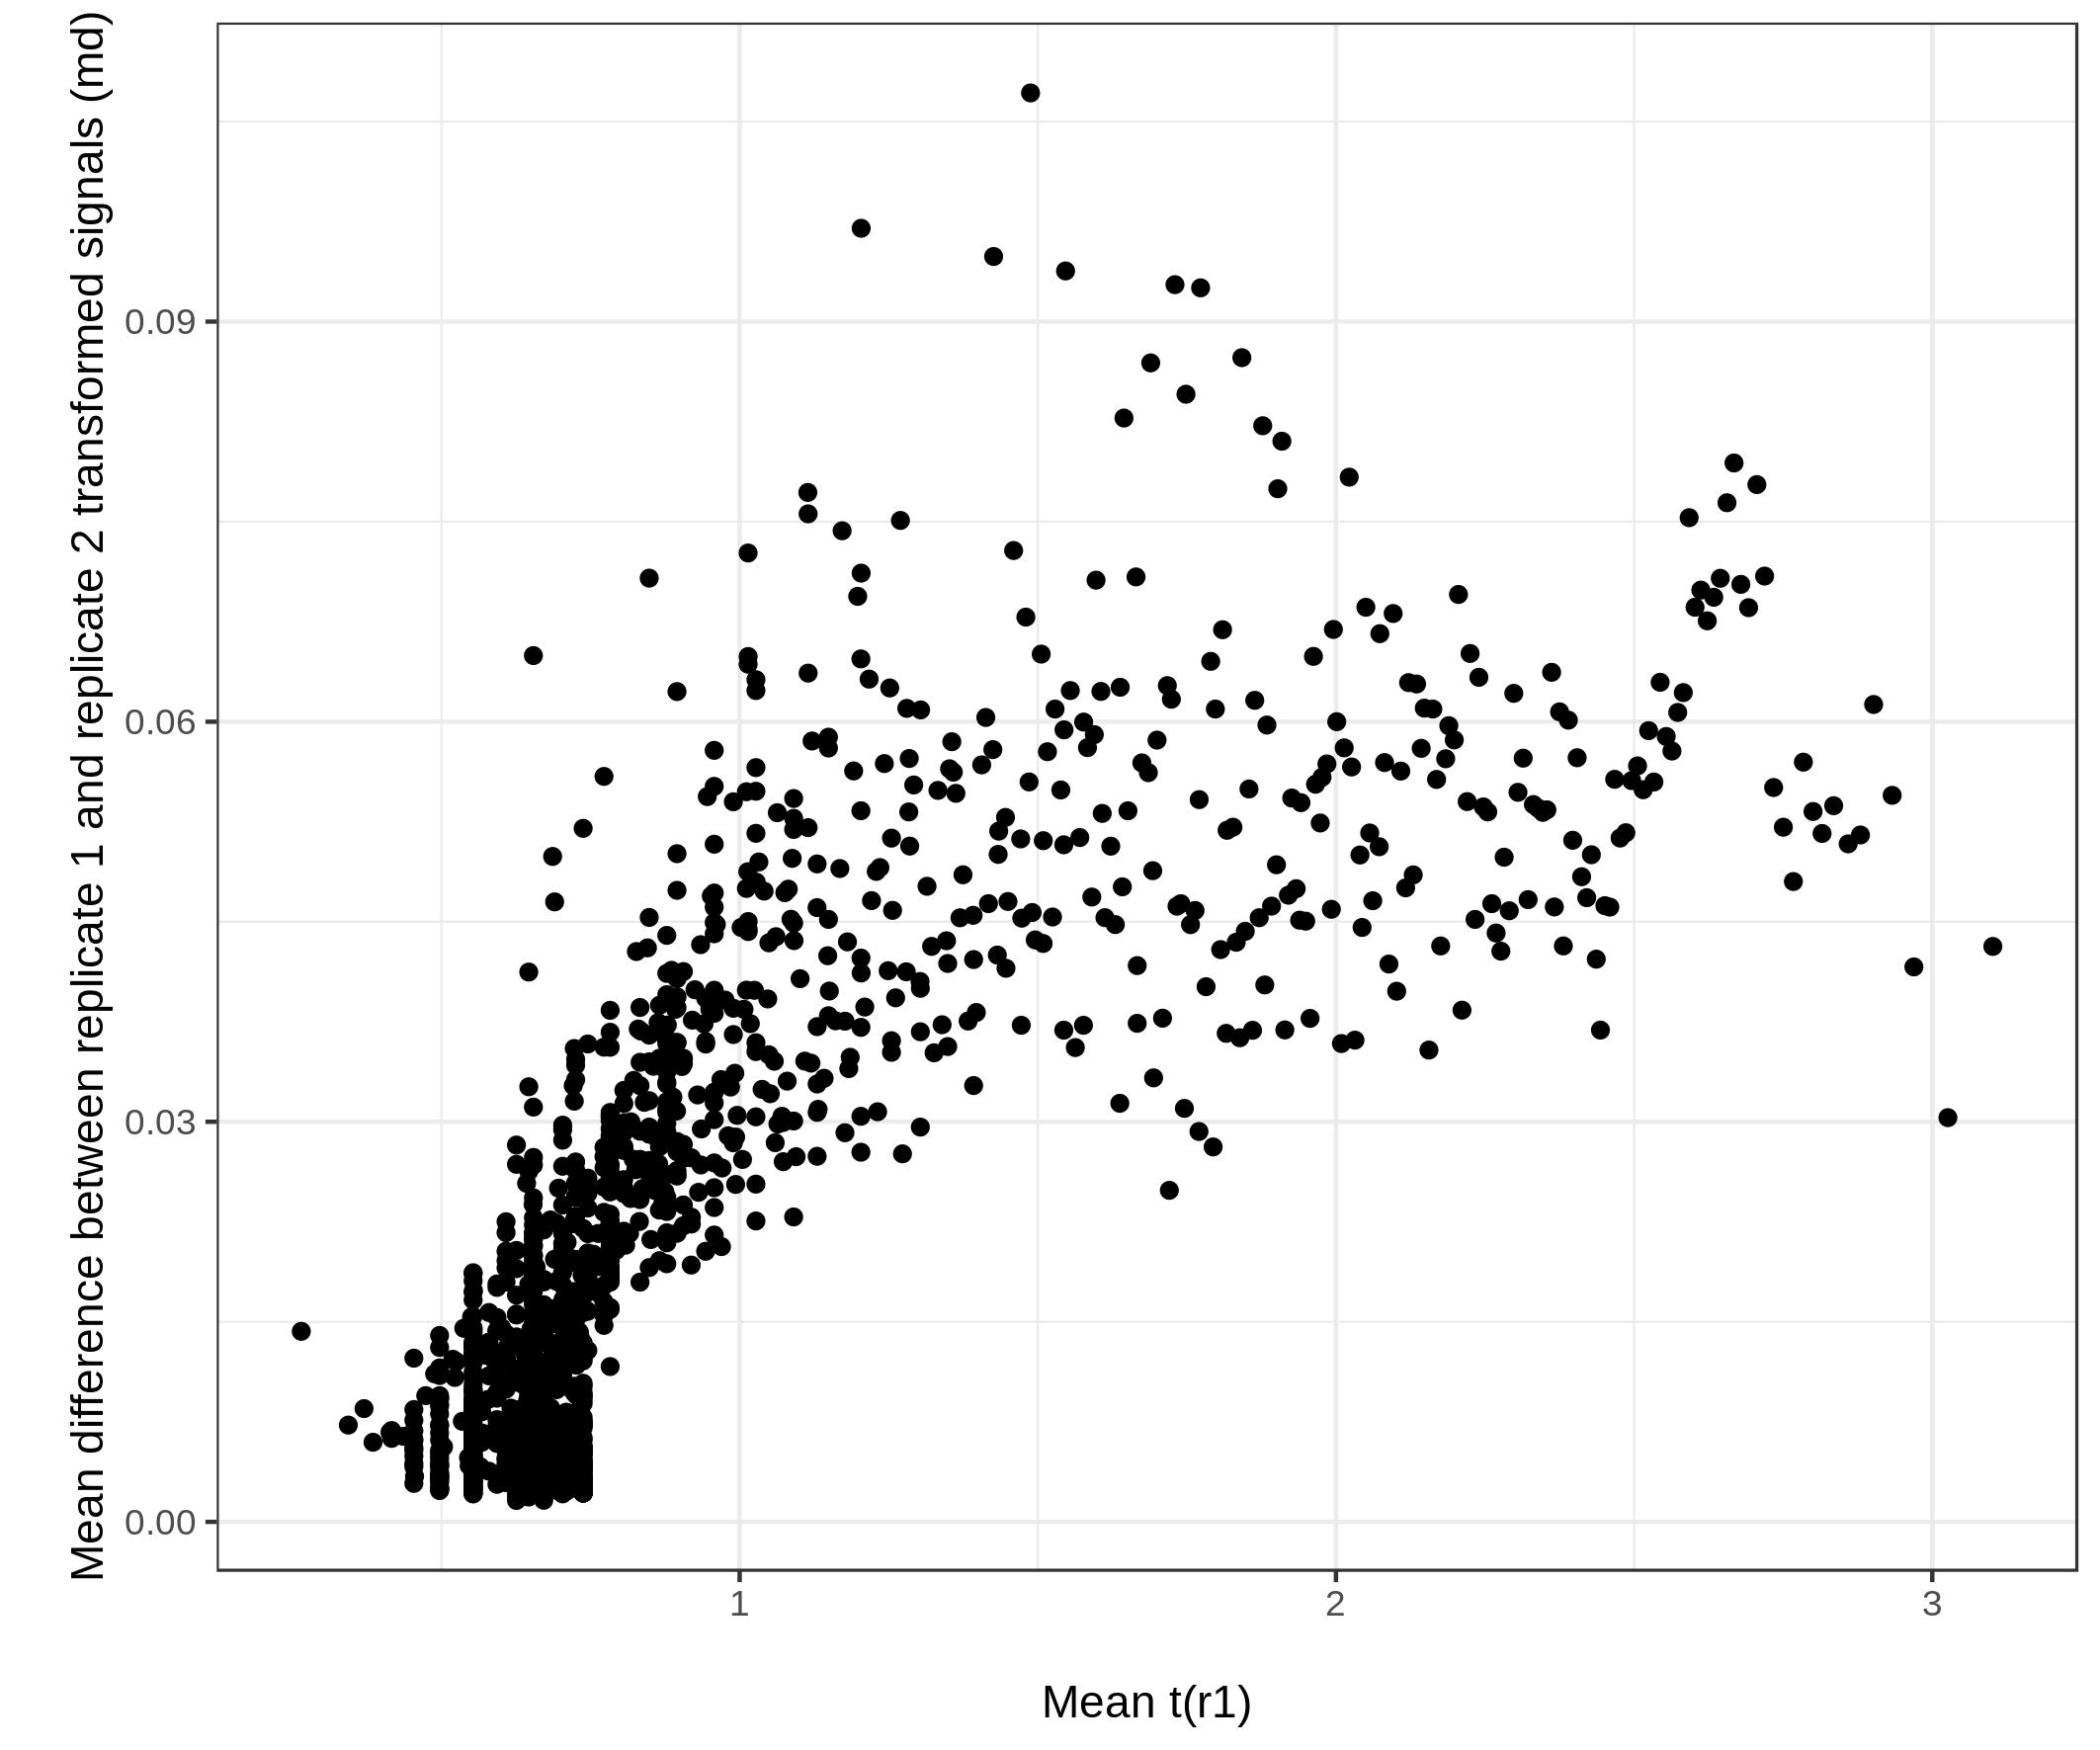 Mean difference between replicate 1 and replicate 2 transformed signals (md)
0.09
0.06
0.03
0.00
1 2 3
Mean t(r1)